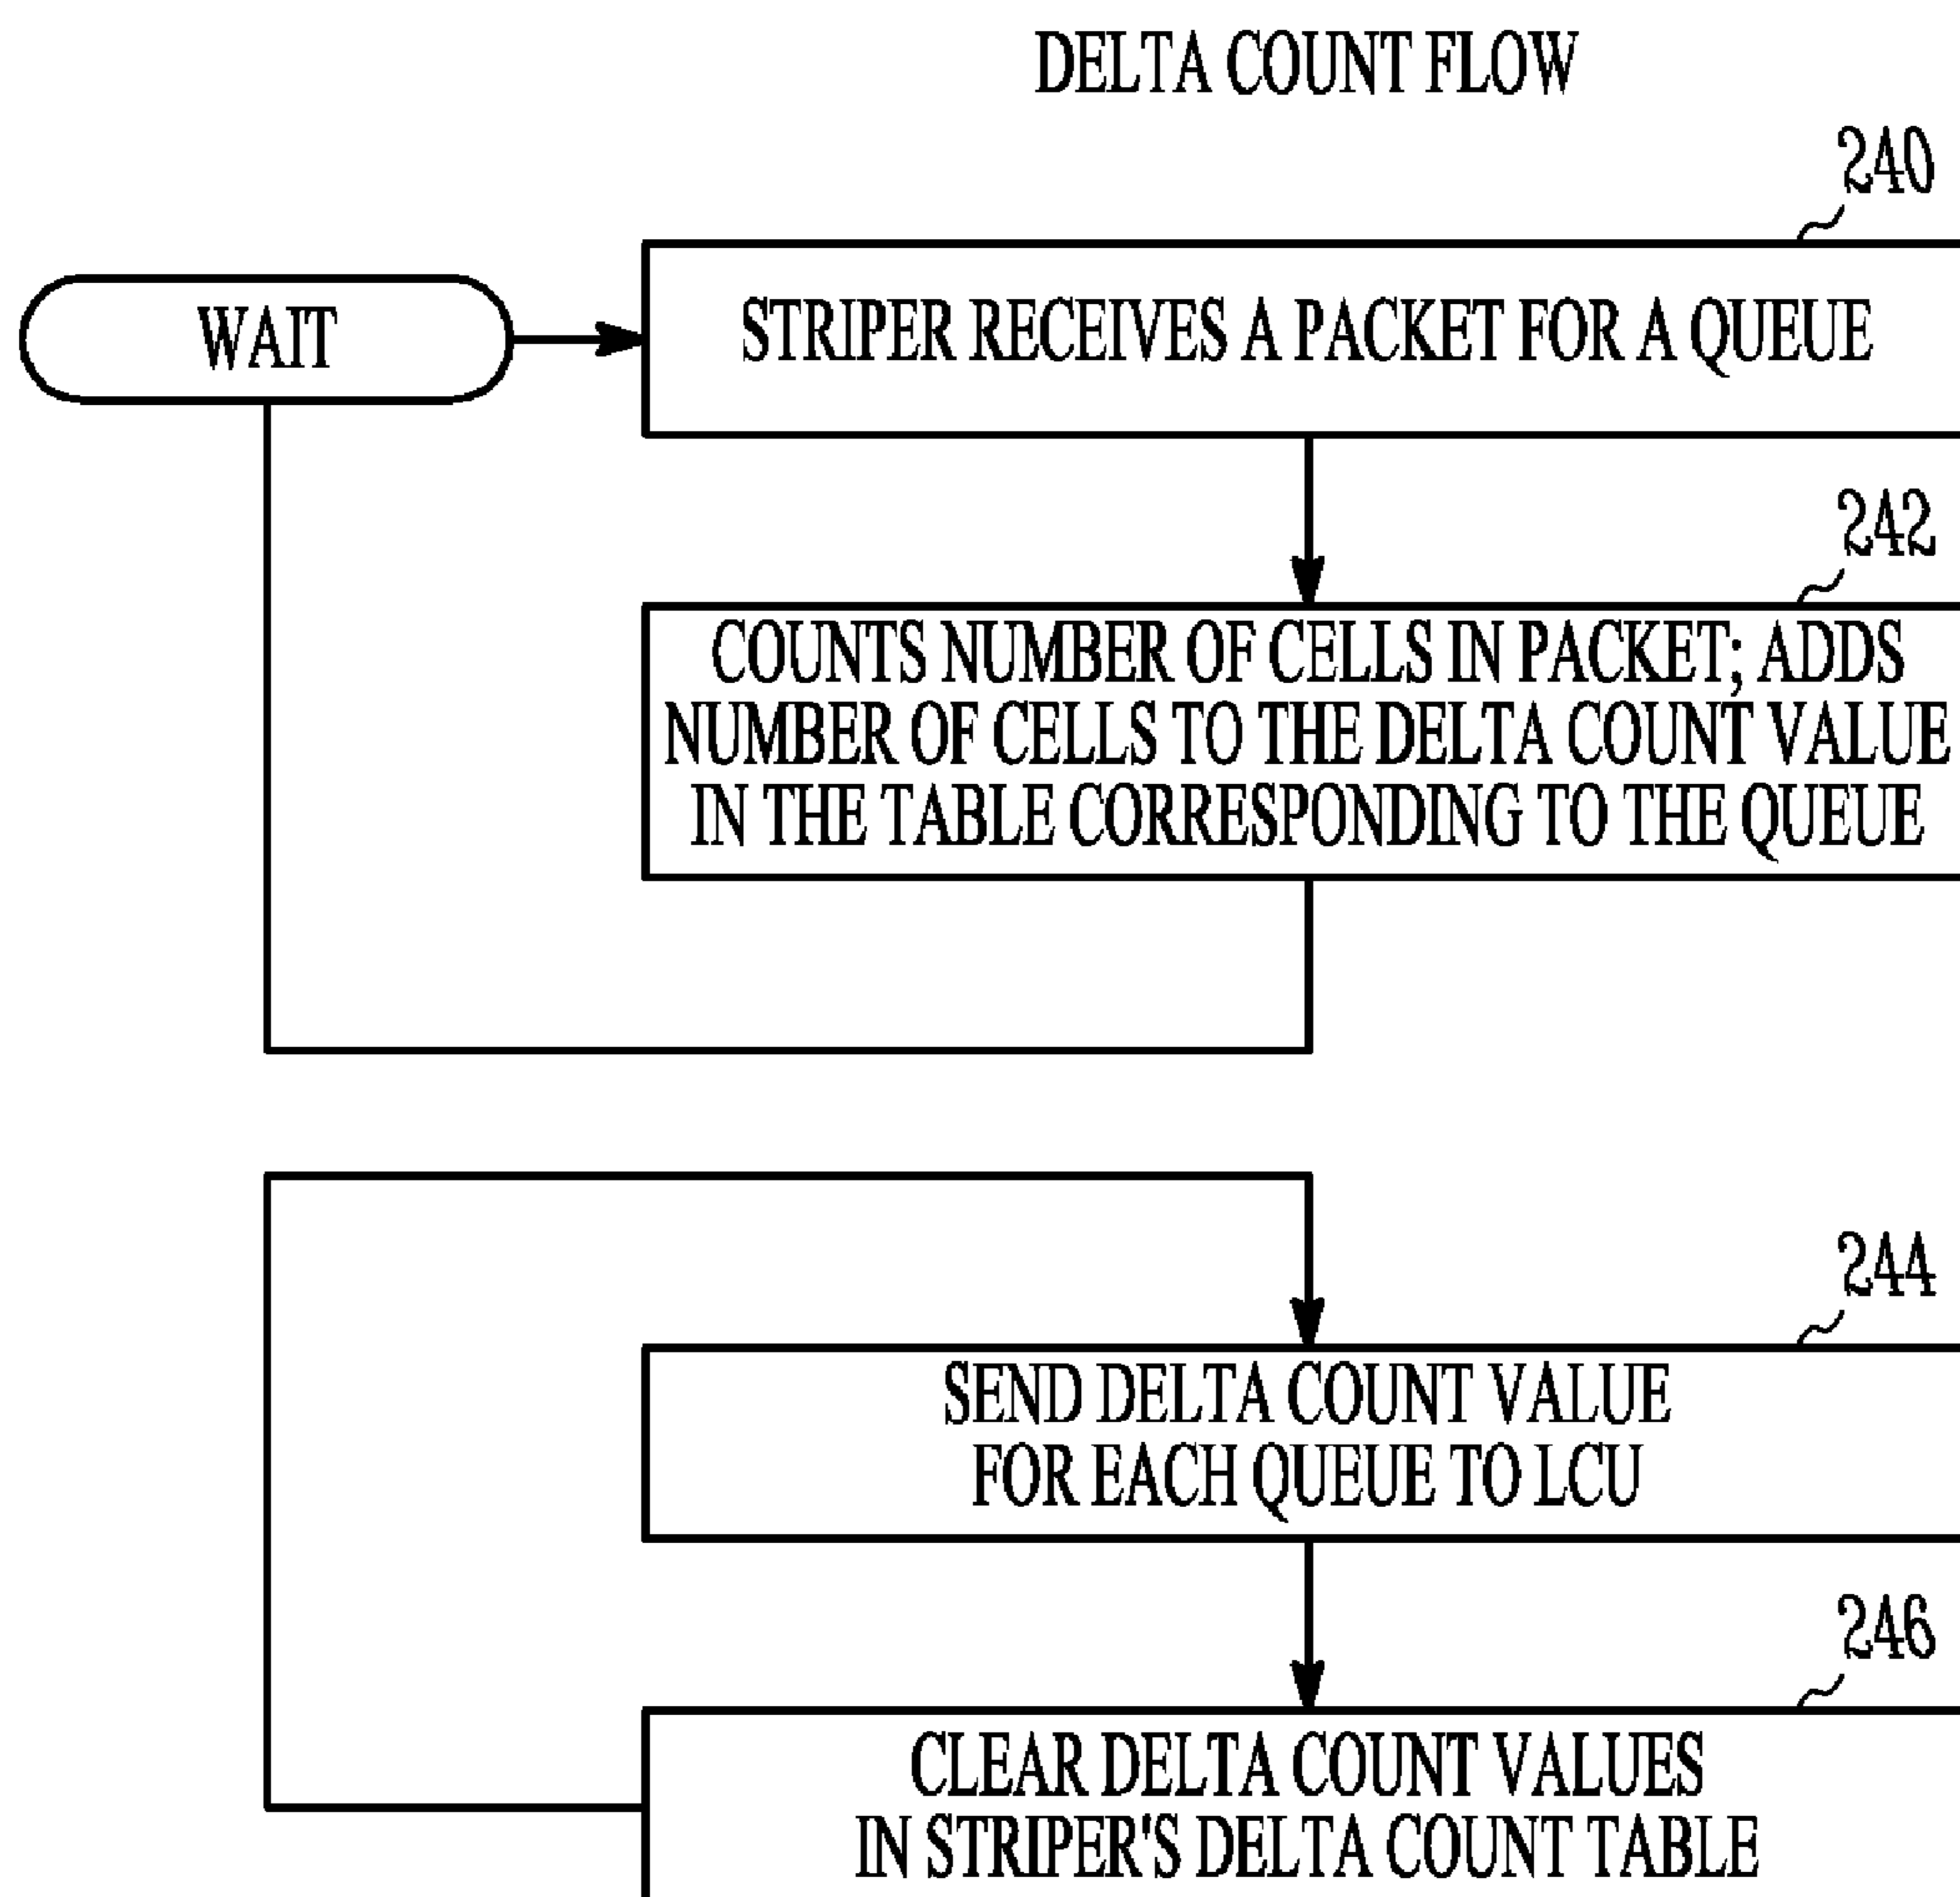 DELTA COUNT FLOW
240
WAIT
STRIPER RECEIVES A PACKET FOR A QUEUE
242
COUNTS NUMBER OF CELLS IN PACKET; ADDS
NUMBER OF CELLS TO THE DELTA COUNT VALUE
IN THE TABLE CORRESPONDING TO THE QUEUE
244
SEND DELTA COUNT VALUE
FOR EACH QUEUE TO LCU
246
CLEAR DELTA COUNT VALUES
IN STRIPER'S DELTA COUNT TABLE